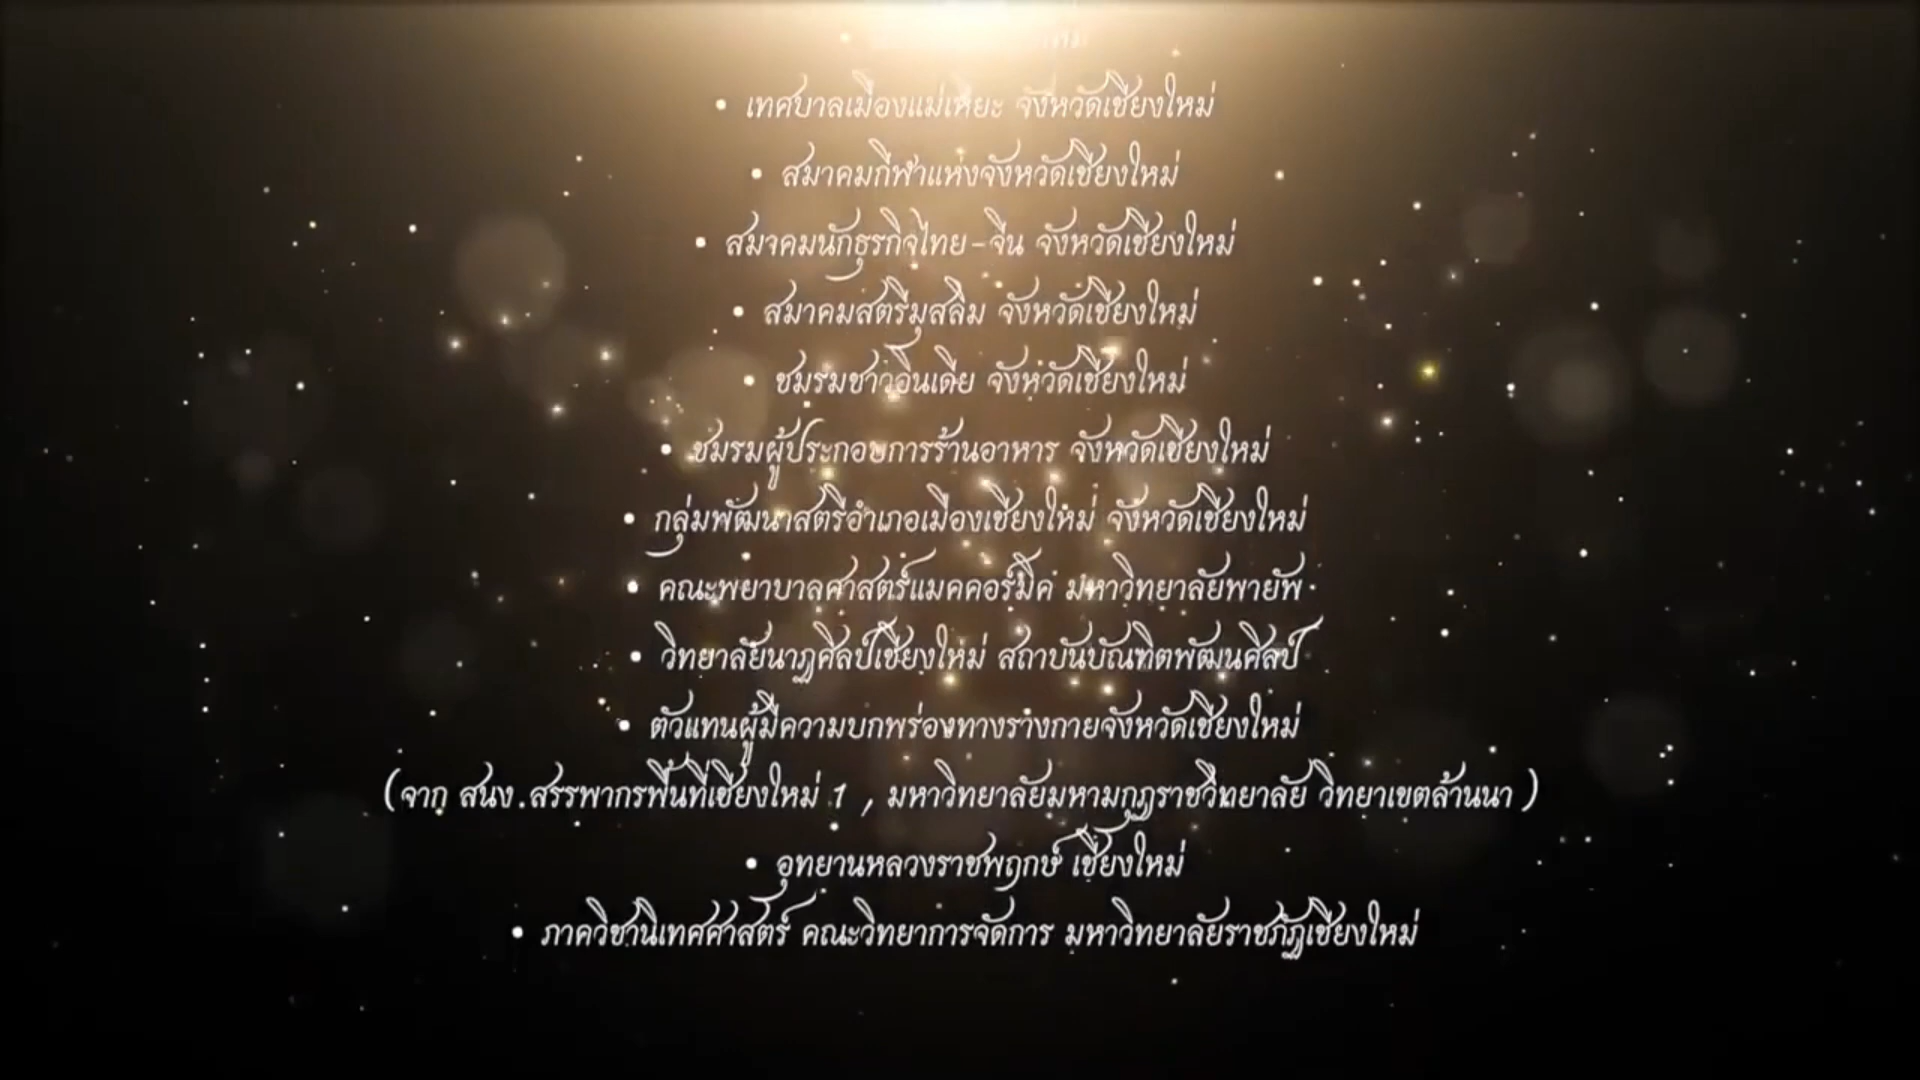 • เทศบาลเมืองแม่เหียะ จังหวัดเชียงใหม่
• สมาคมกีฬาแห่งจังหวัดเชียงใหม่
• สมาคมนักธุรกิจไทย-จีน จังหวัดเชียงใหม่
• สมาคมสตรีมุสลิม จังหวัดเชียงใหม่
• ชมรมชาวอินเดีย จังหวัดเชียงใหม่
• ชมรมผู้ประกอบการร้านอาหาร จังหวัดเชียงใหม่
• กลุ่มพัฒนาสตรีอำเภอเมืองเชียงใหม่ จังหวัดเชียงใหม่
• คณะพยาบาลศาสตร์แมคคอร์มิค มหาวิทยาลัยพายัพ
• วิทยาลัยนาฏศิลป์เชียงใหม่ สถาบันบัณฑิตพัฒนศิลป์
• ตัวแทนผู้มีความบกพร่องทางร่างกายจังหวัดเชียงใหม่
(จาก สนง.สรรพากรพื้นที่เชียงใหม่ 1 , มหาวิทยาลัยมหามกุฏราชวิทยาลัย วิทยาเขตล้านนา )
• อุทยานหลวงราชพฤกษ์ เชียงใหม่
• ภาควิชานิเทศศาสตร์ คณะวิทยาการจัดการ มหาวิทยาลัยราชภัฏเชียงใหม่